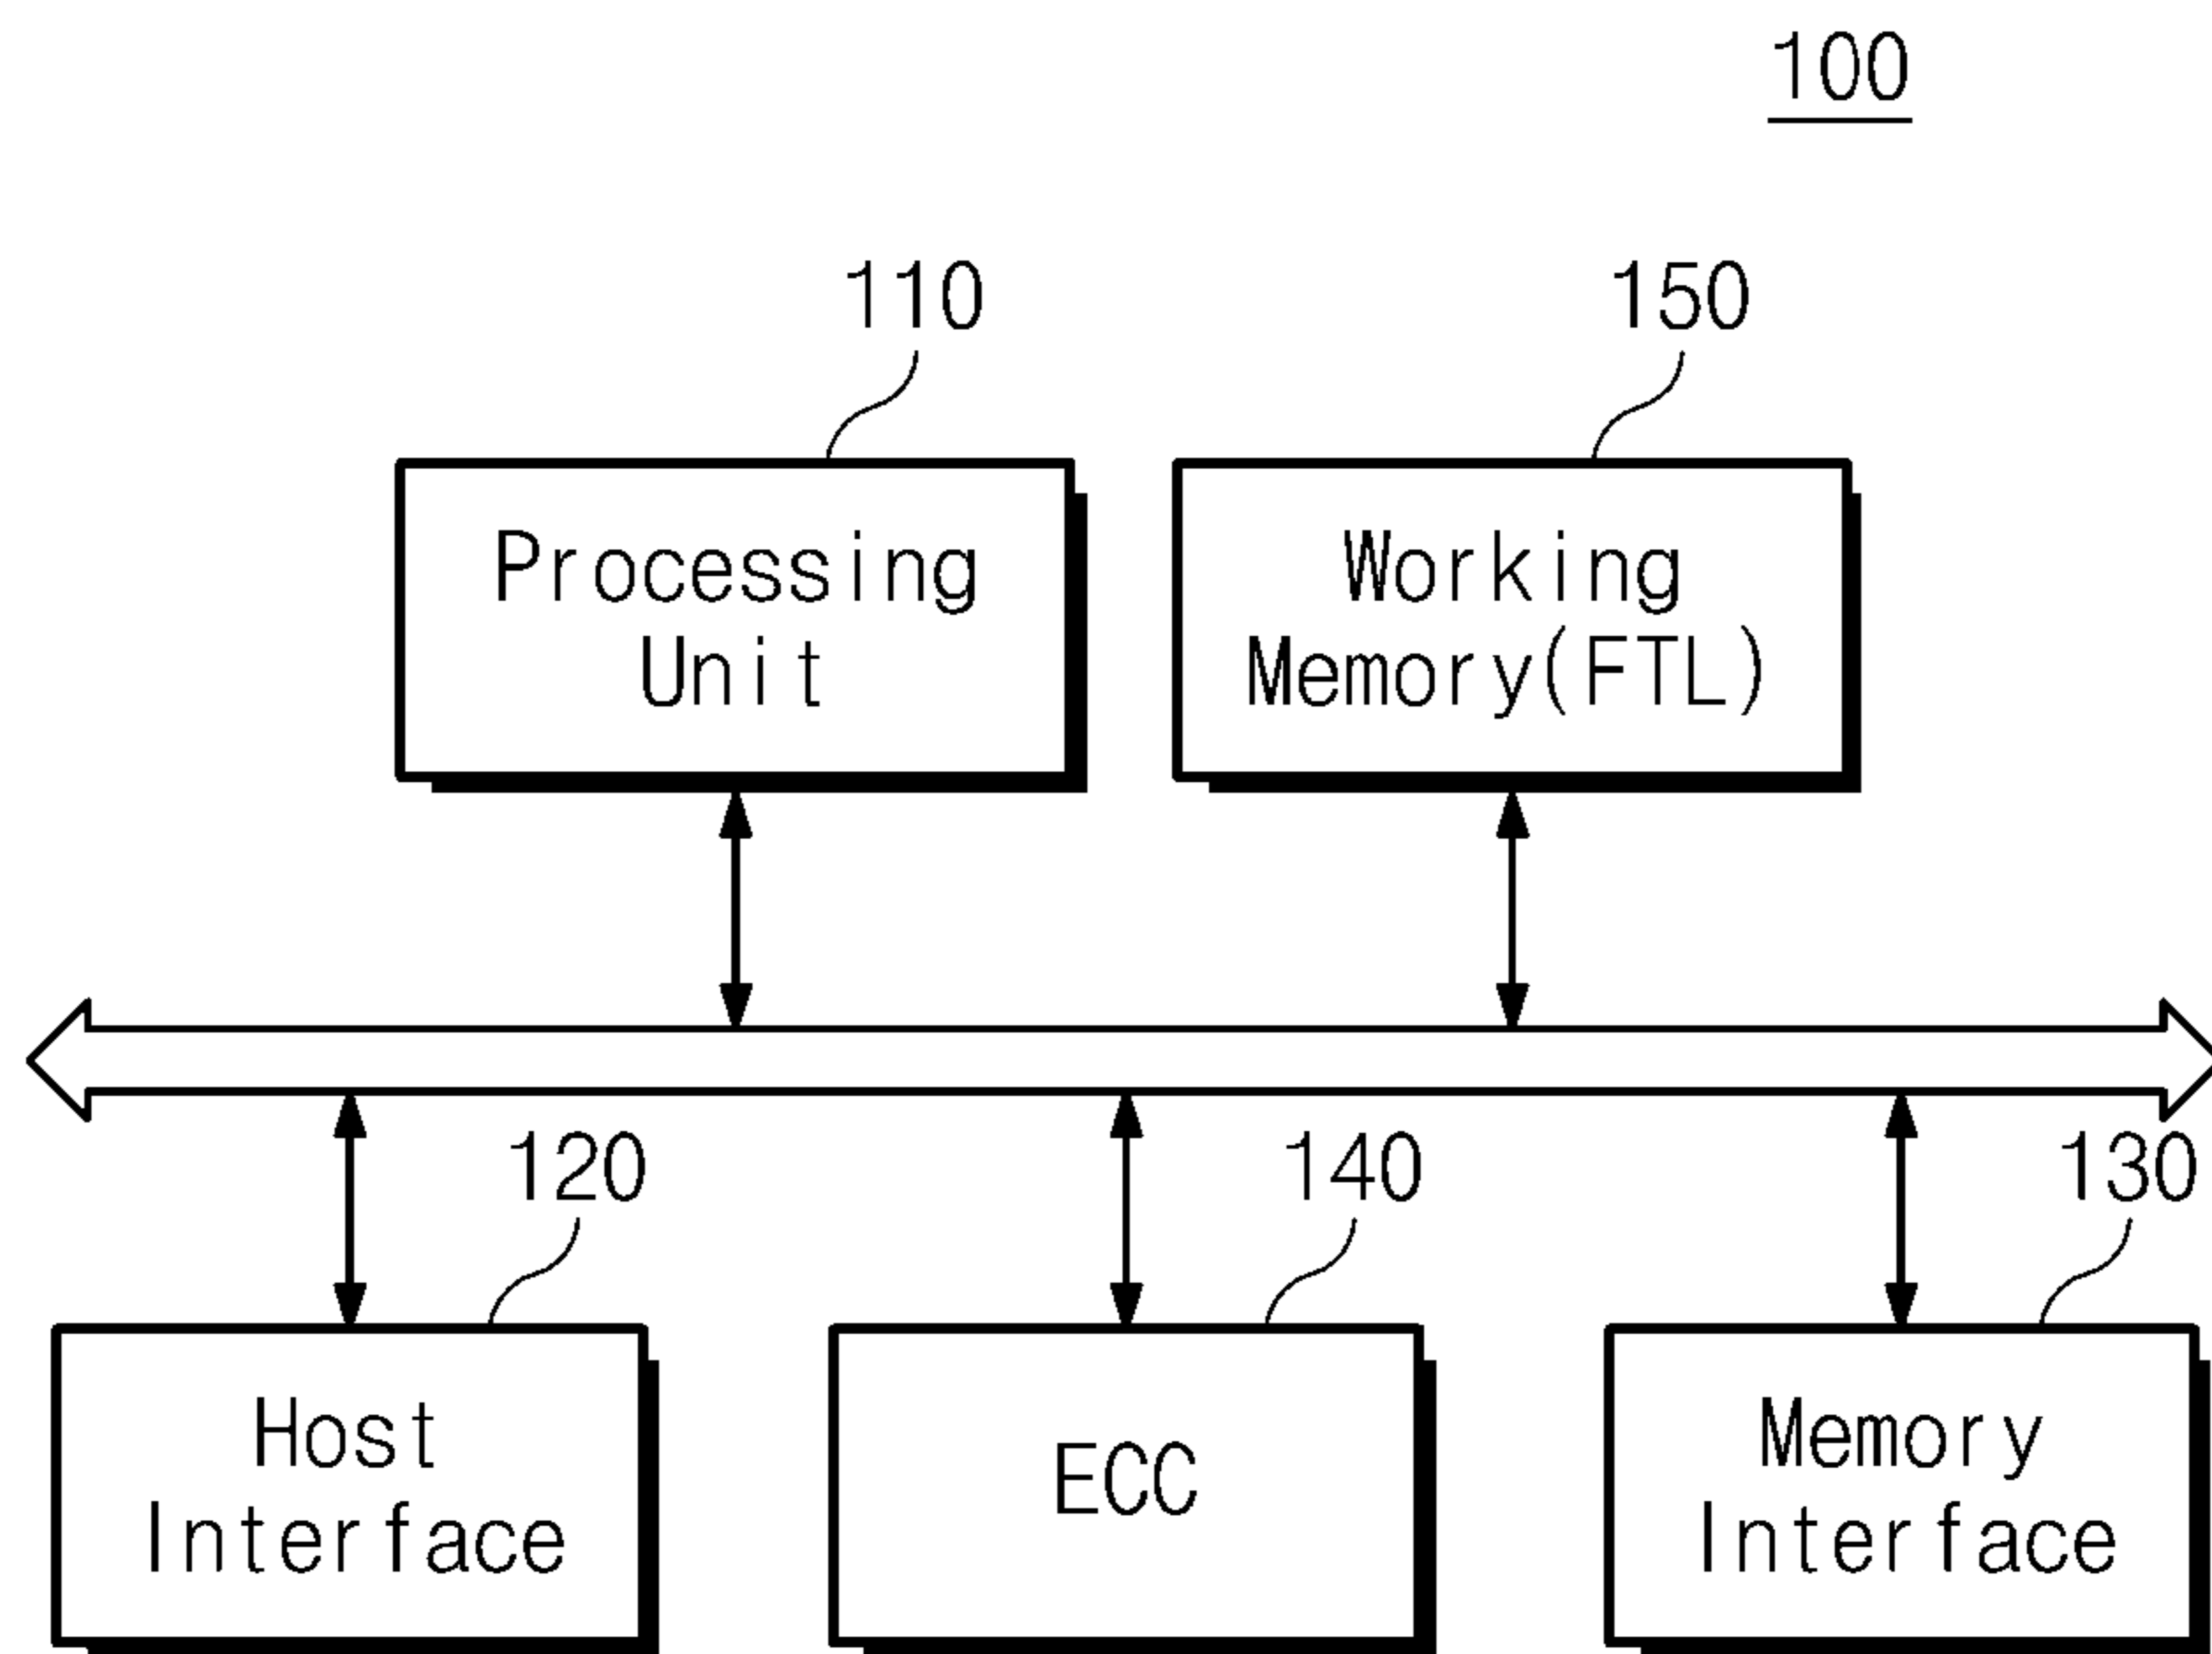 100
110
150
Processing
Unit
Working
Memory(FTL)
120
140
130
Host
Interface
ECC
Memory
Interface